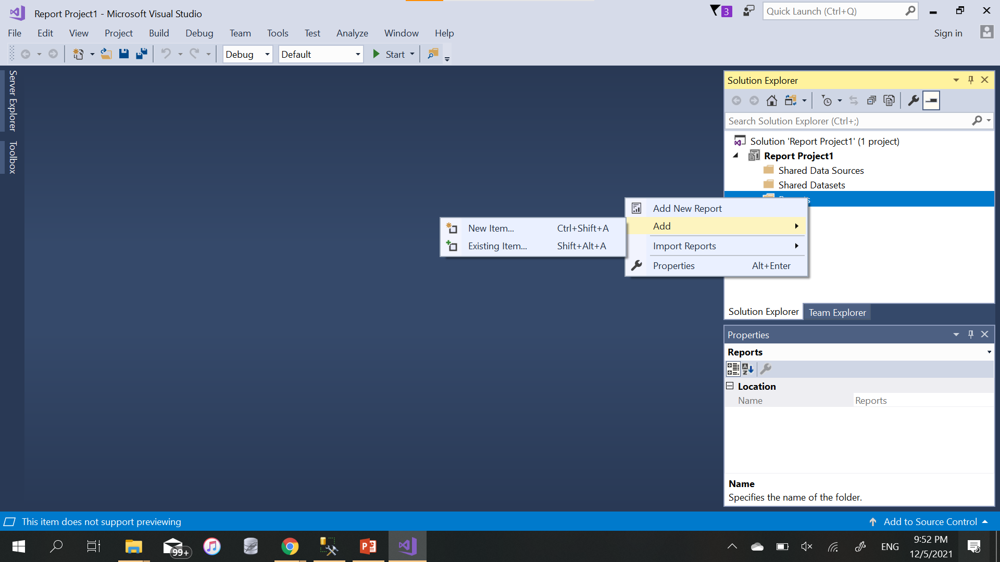 Report Project1 - Microsoft Visual Studio
3
Quick Launch (Ctrl+Q)
File Edit View Project Build Debug Team Tools Test Analyze Window Help
Sign in
Debug Default Start
Server Explorer
Toolbox
Solution Explorer
Search Solution Explorer (Ctrl+;)
Solution 'Report Project1' (1 project)
Report Project1
Shared Data Sources
Shared Datasets
Add New Report
Add
Import Reports
Properties Alt+Enter
New Item... Ctrl+Shift+A
Existing Item... Shift+Alt+A
Solution Explorer Team Explorer
Properties
Reports
Location
Name Reports
Name
Specifies the name of the folder.
This item does not support previewing
Add to Source Control
99+
ENG
9:52 PM
12/5/2021